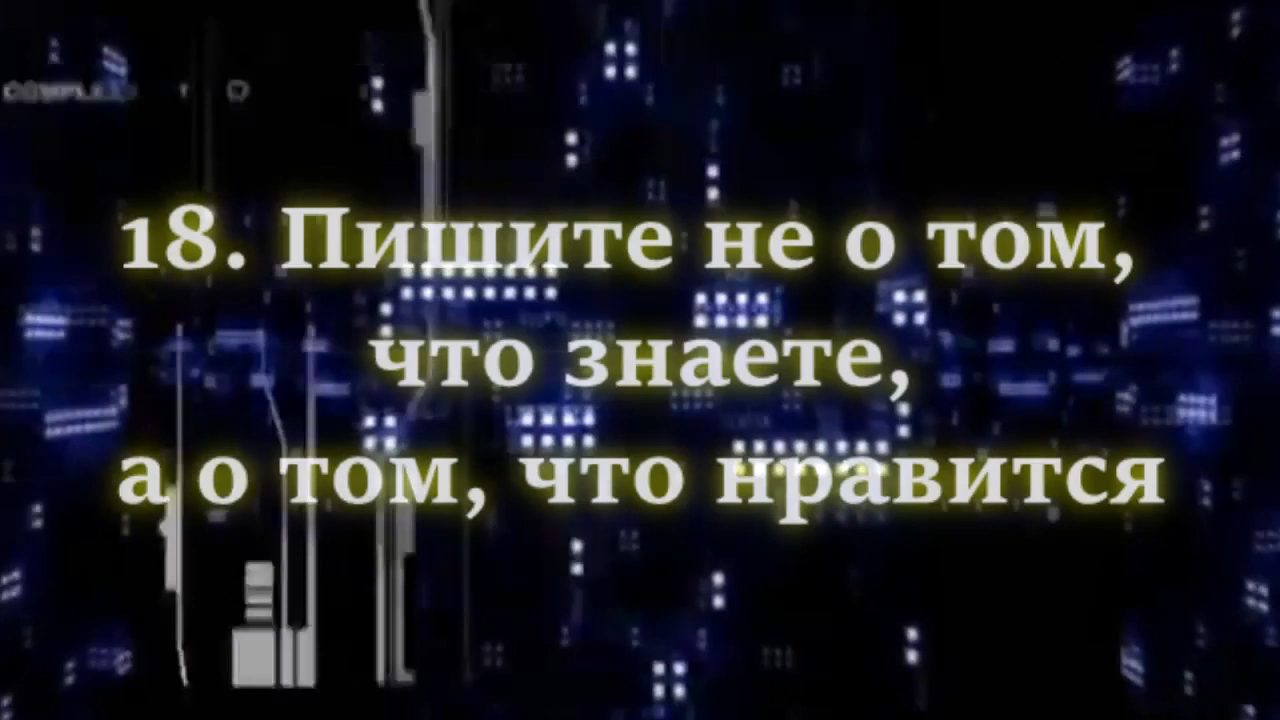 18. Пишите не о том,
что знаете,
а о том, что нравится